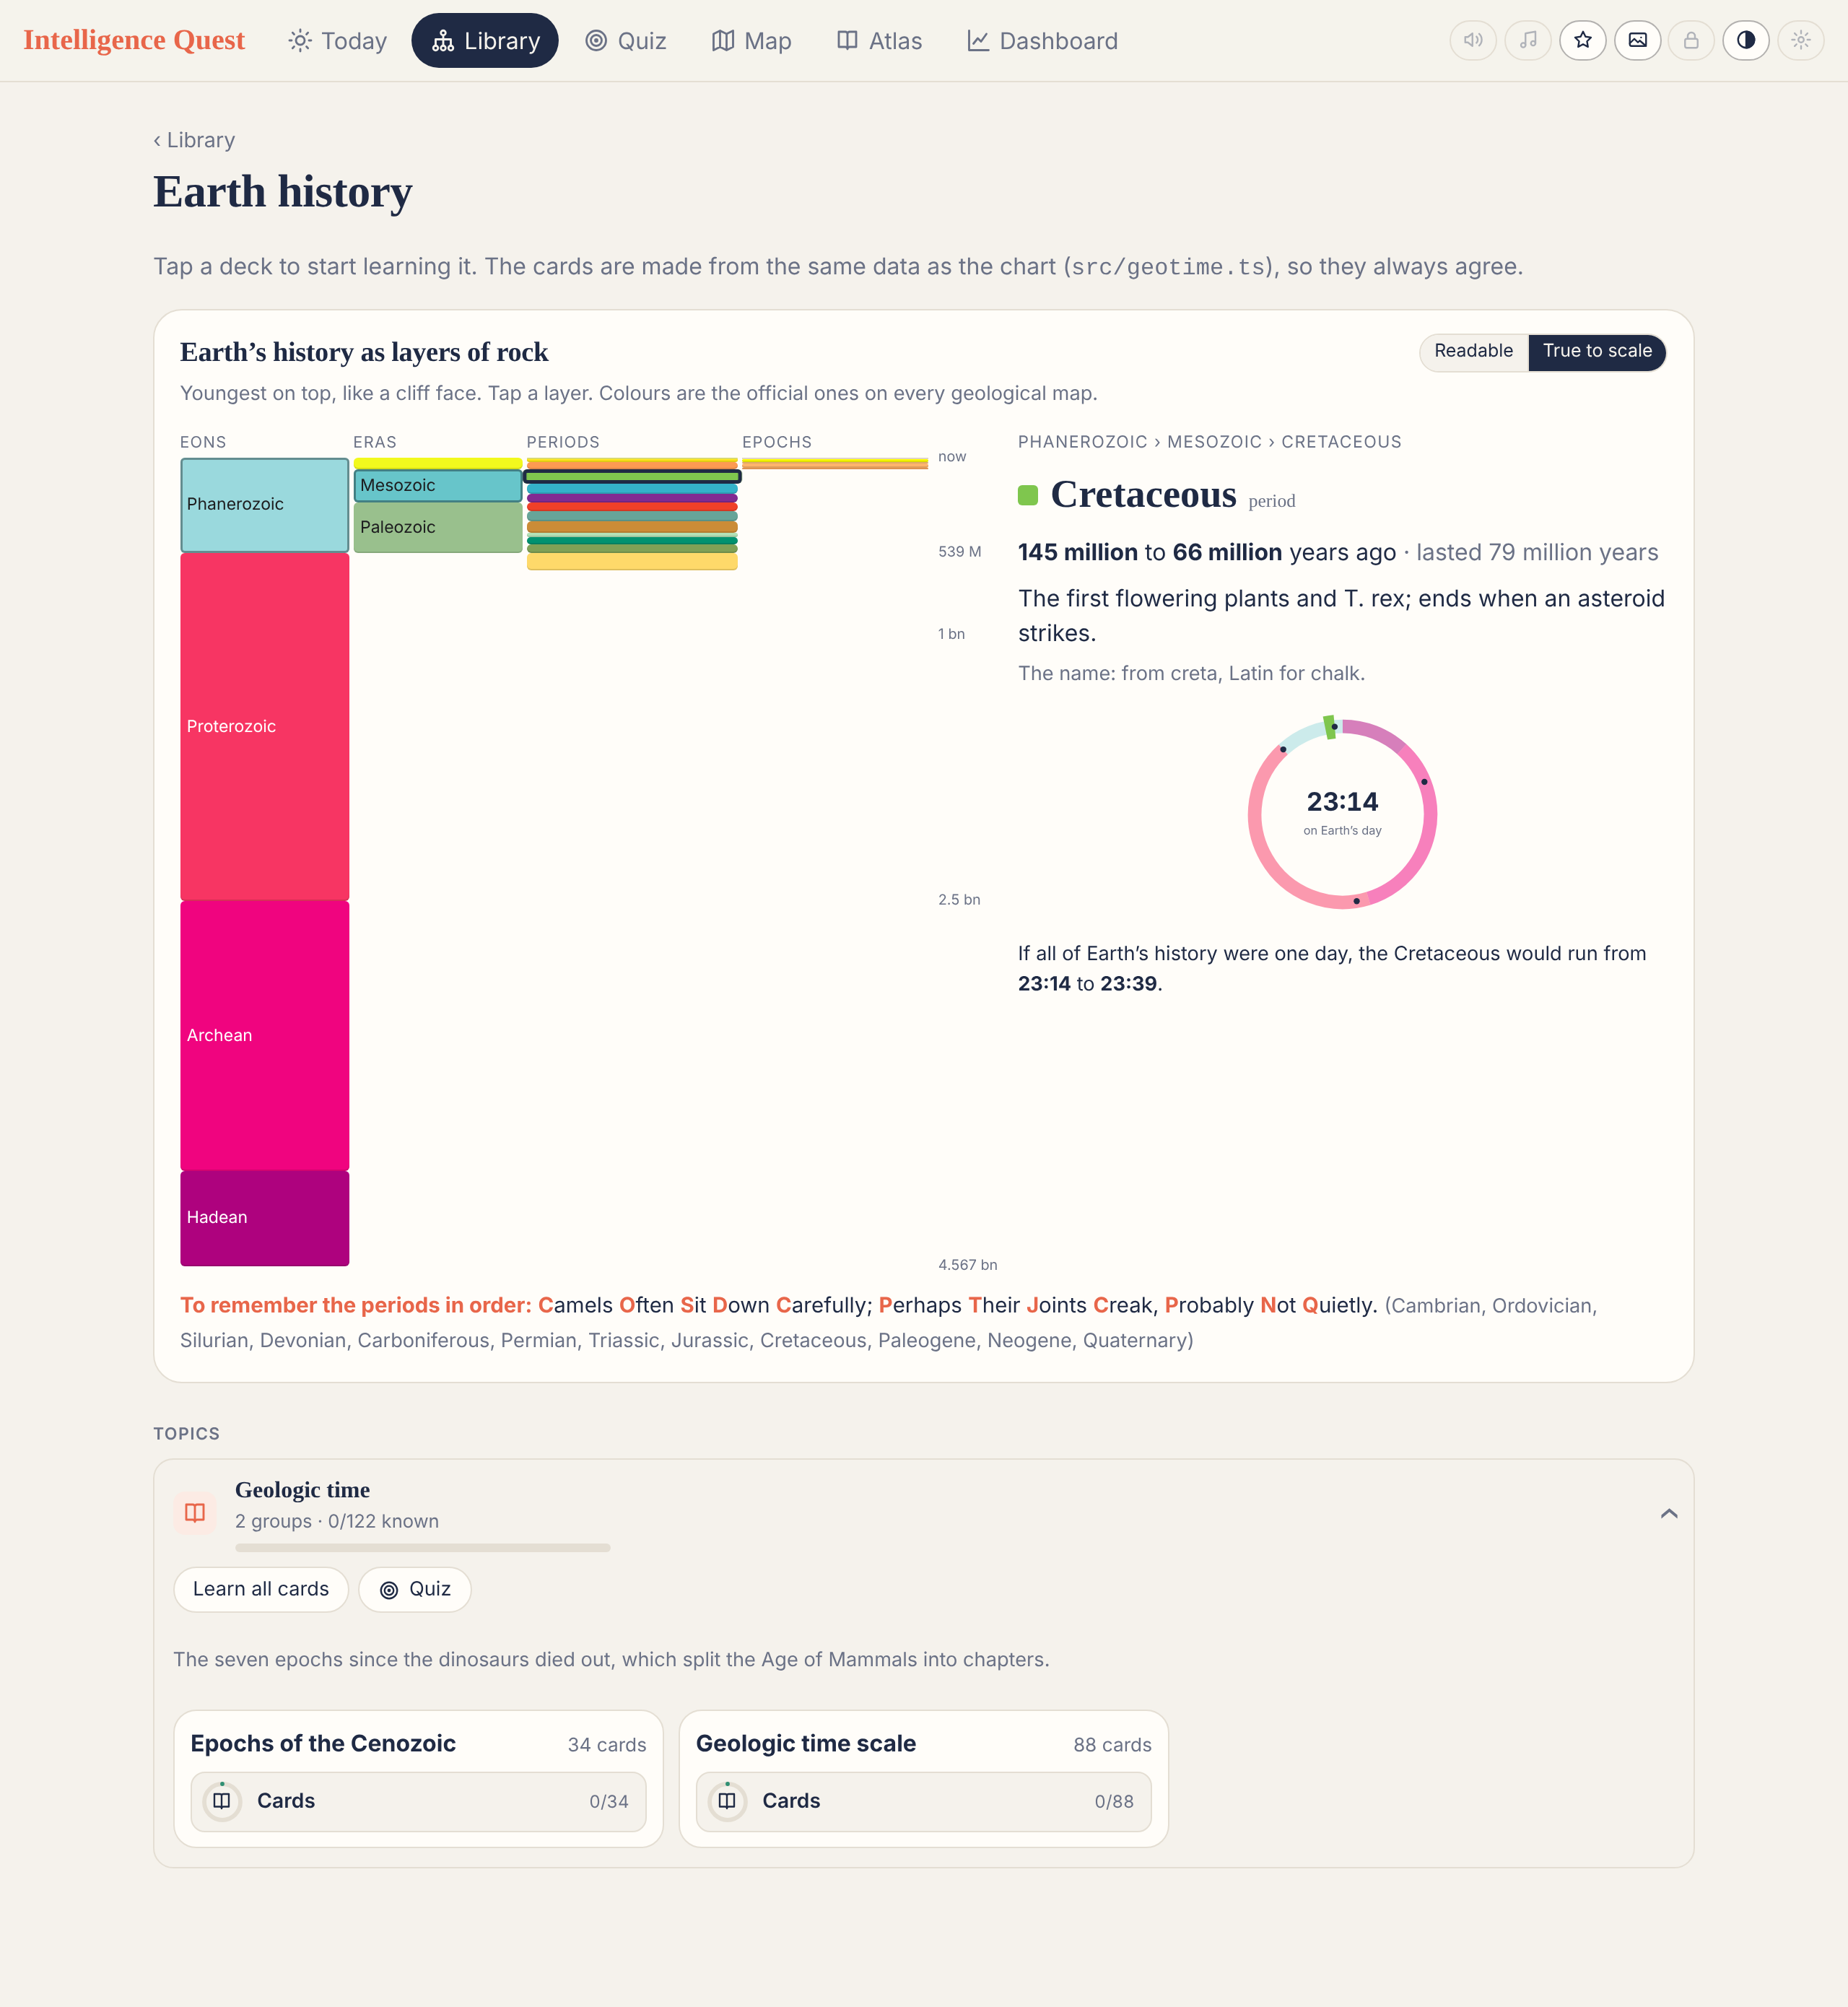 Intelligence Quest Today Library Quiz Map Atlas Dashboard
‹ Library
Earth history
Tap a deck to start learning it. The cards are made from the same data as the chart (src/geotime.ts), so they always agree.
Earth’s history as layers of rock
Readable True to scale
Youngest on top, like a cliff face. Tap a layer. Colours are the official ones on every geological map.
EONS ERAS PERIODS EPOCHS
now
Phanerozoic
Mesozoic
Paleozoic
539 M
1 bn
Proterozoic
2.5 bn
Archean
Hadean
4.567 bn
PHANEROZOIC › MESOZOIC › CRETACEOUS
Cretaceous period
145 million to 66 million years ago · lasted 79 million years
The first flowering plants and T. rex; ends when an asteroid
strikes.
The name: from creta, Latin for chalk.
23:14
on Earth’s day
If all of Earth’s history were one day, the Cretaceous would run from
23:14 to 23:39.
To remember the periods in order: Camels Often Sit Down Carefully; Perhaps Their Joints Creak, Probably Not Quietly. (Cambrian, Ordovician,
Silurian, Devonian, Carboniferous, Permian, Triassic, Jurassic, Cretaceous, Paleogene, Neogene, Quaternary)
TOPICS
Geologic time
2 groups · 0/122 known
Learn all cards Quiz
The seven epochs since the dinosaurs died out, which split the Age of Mammals into chapters.
Epochs of the Cenozoic 34 cards
Cards 0/34
Geologic time scale 88 cards
Cards 0/88